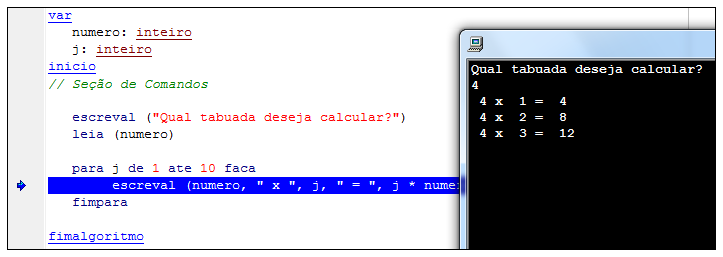 var
numero: inteiro
j: inteiro
inicio
// Seção de Comandos
escreval ("Qual tabuada deseja calcular?")
leia (numero)
para j de 1 ate 10 faca
escreval (numero, " x ", j, " = ", j * nume
fimpara
fimalgoritmo
Qual tabuada deseja calcular?
4
4 x 1 = 4
4 x 2 = 8
4 x 3 = 12